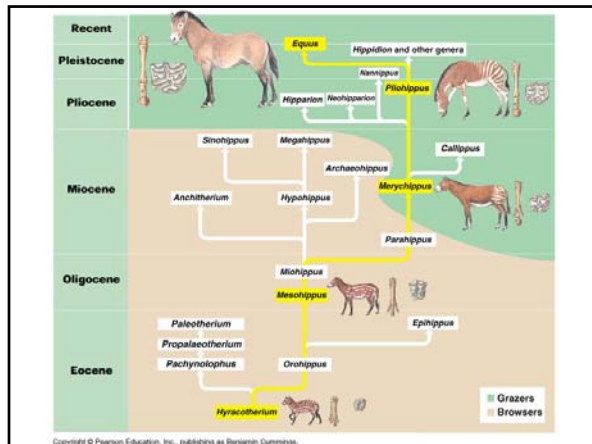 Recent
Equus
Hippidion and other genera
Pleistocene
Nannippus
Pliohippus
Pliocene
Hipparion
Neohipparion
Sinohippus
Megahippus
Callippus
Archaeohippus
Miocene
Anchitherium
Hypohippus
Merychippus
Parahippus
Miohippus
Oligocene
Mesohippus
Paleotherium
Epihippus
Propalaeotherium
Pachynolophus
Orohippus
Eocene
Grazers
Hyracotherium
Browsers
Copyright © Pearson Education, Inc., publishing as Benjamin Cummings.